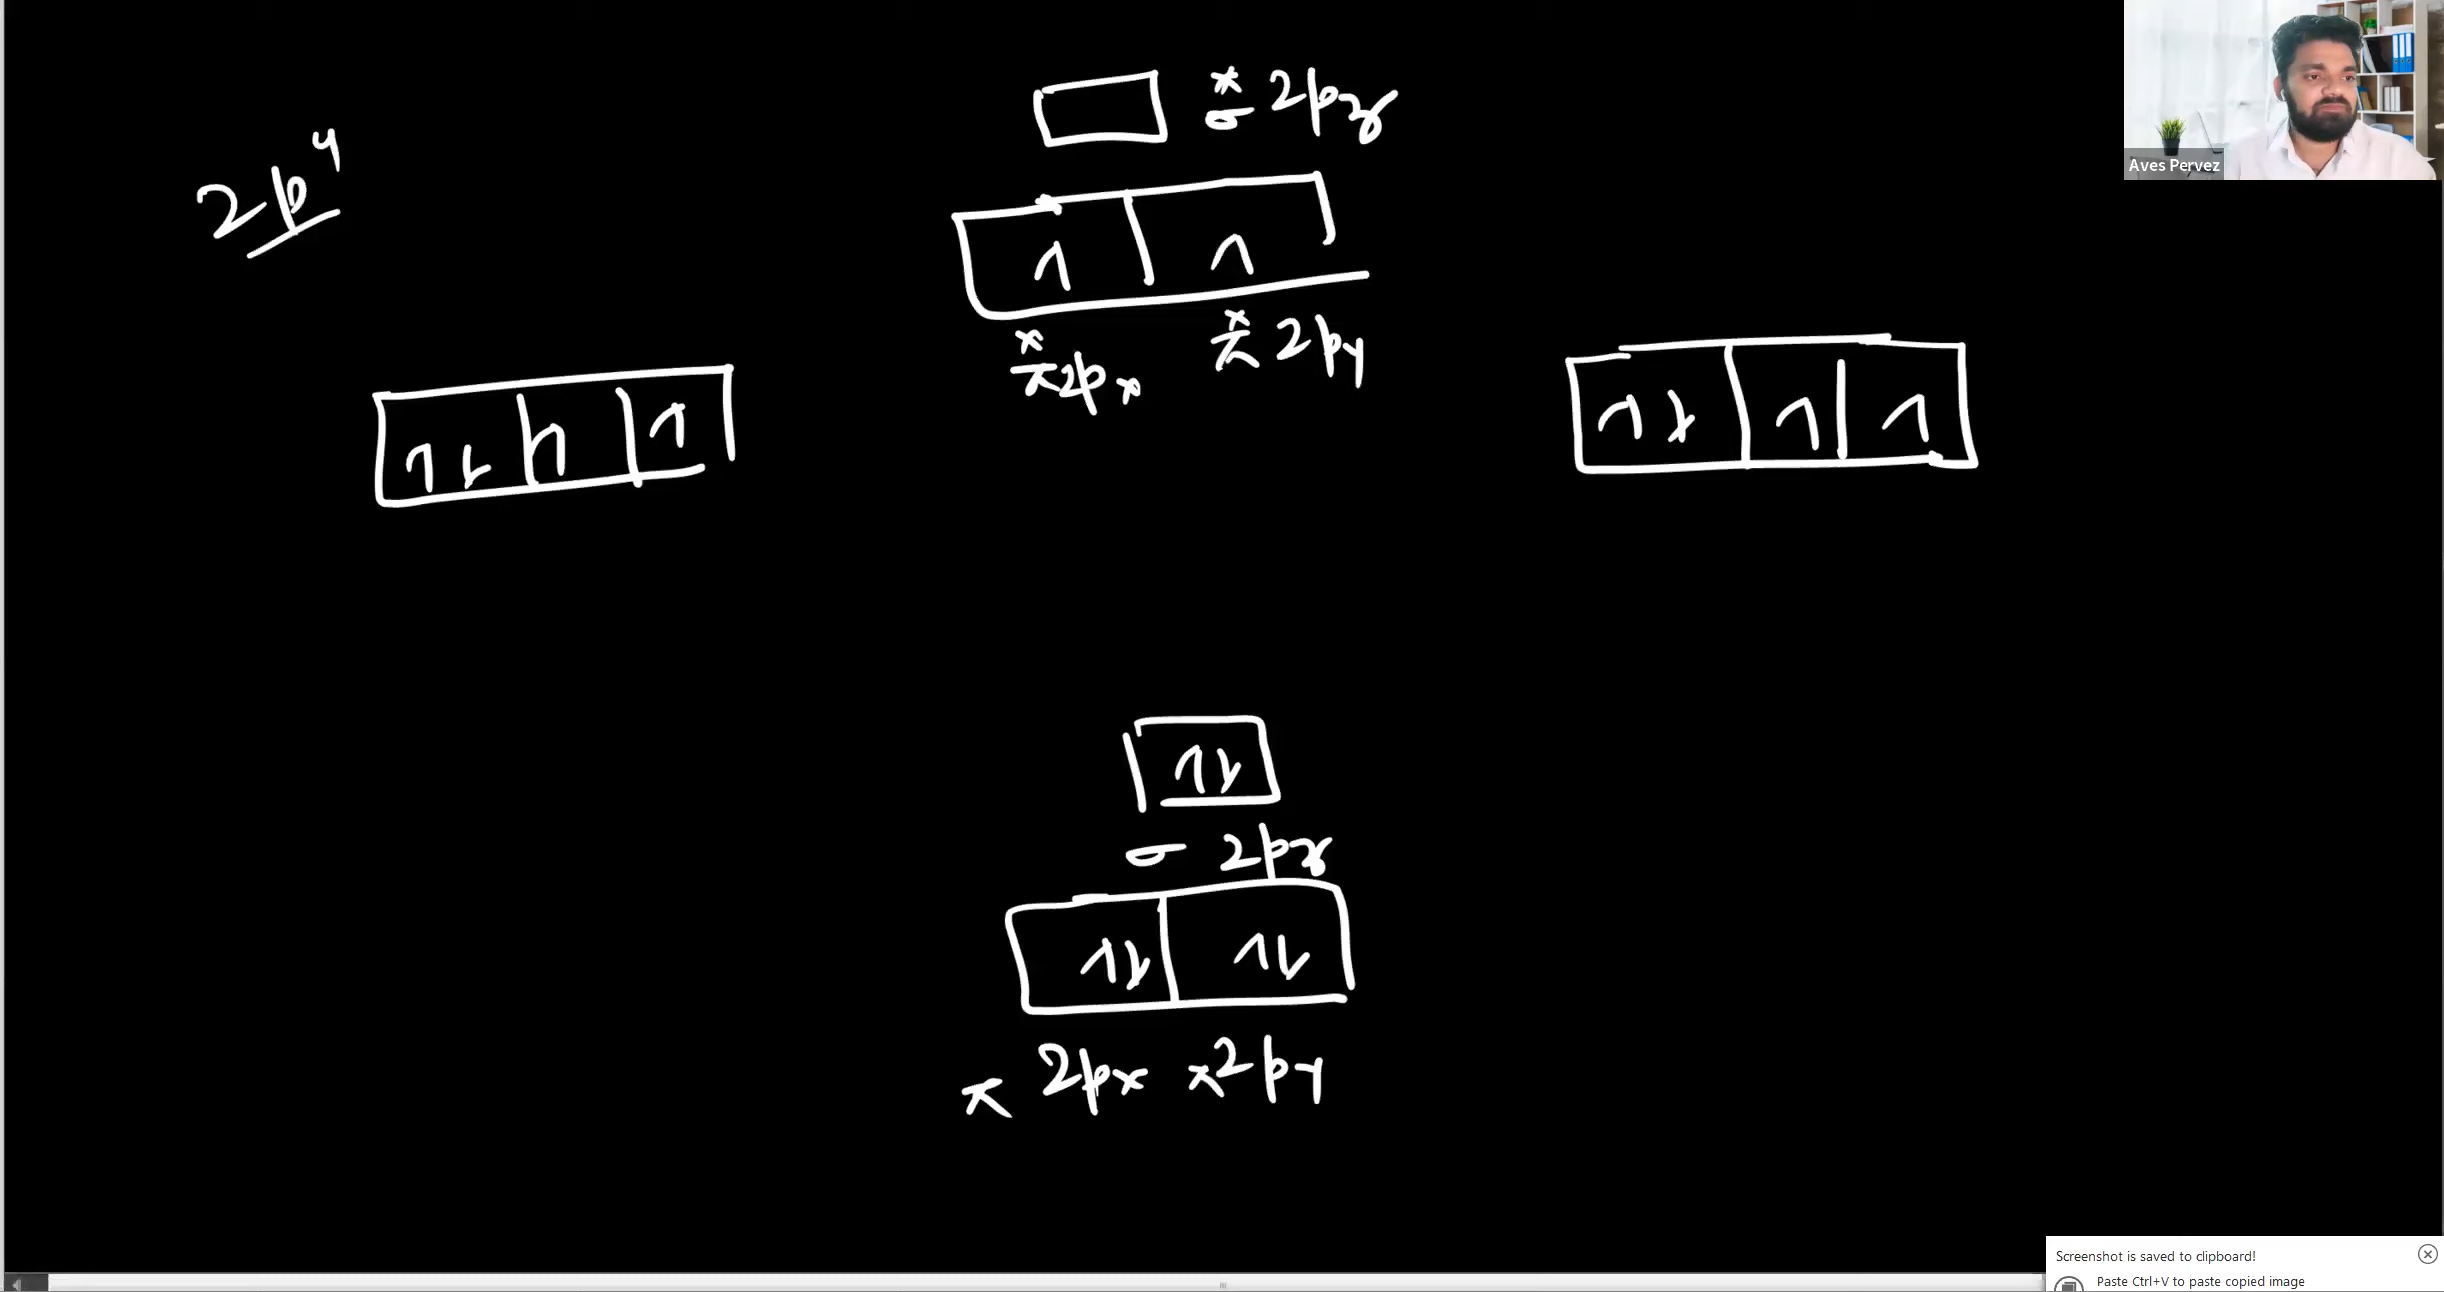 σ* 2pz
2p⁴
↑ ↑
π* 2px π* 2py
↑↓ ↑ ↑
↑↓ ↑ ↑
↑↓
σ 2pz
↑↓ ↑↓
π 2px π 2py
Aves Pervez
Screenshot is saved to clipboard!
Paste Ctrl+V to paste copied image